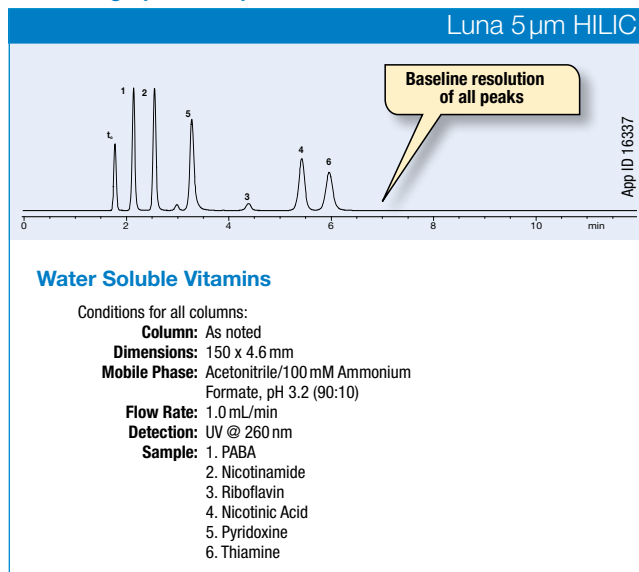 Luna 5µm HILIC
Baseline resolution
of all peaks
App ID 16337
t₀
1
2
5
3
4
6
0 2 4 6 8 10 min
Water Soluble Vitamins
Conditions for all columns:
Column: As noted
Dimensions: 150 x 4.6 mm
Mobile Phase: Acetonitrile/100 mM Ammonium
Formate, pH 3.2 (90:10)
Flow Rate: 1.0 mL/min
Detection: UV @ 260 nm
Sample: 1. PABA
2. Nicotinamide
3. Riboflavin
4. Nicotinic Acid
5. Pyridoxine
6. Thiamine